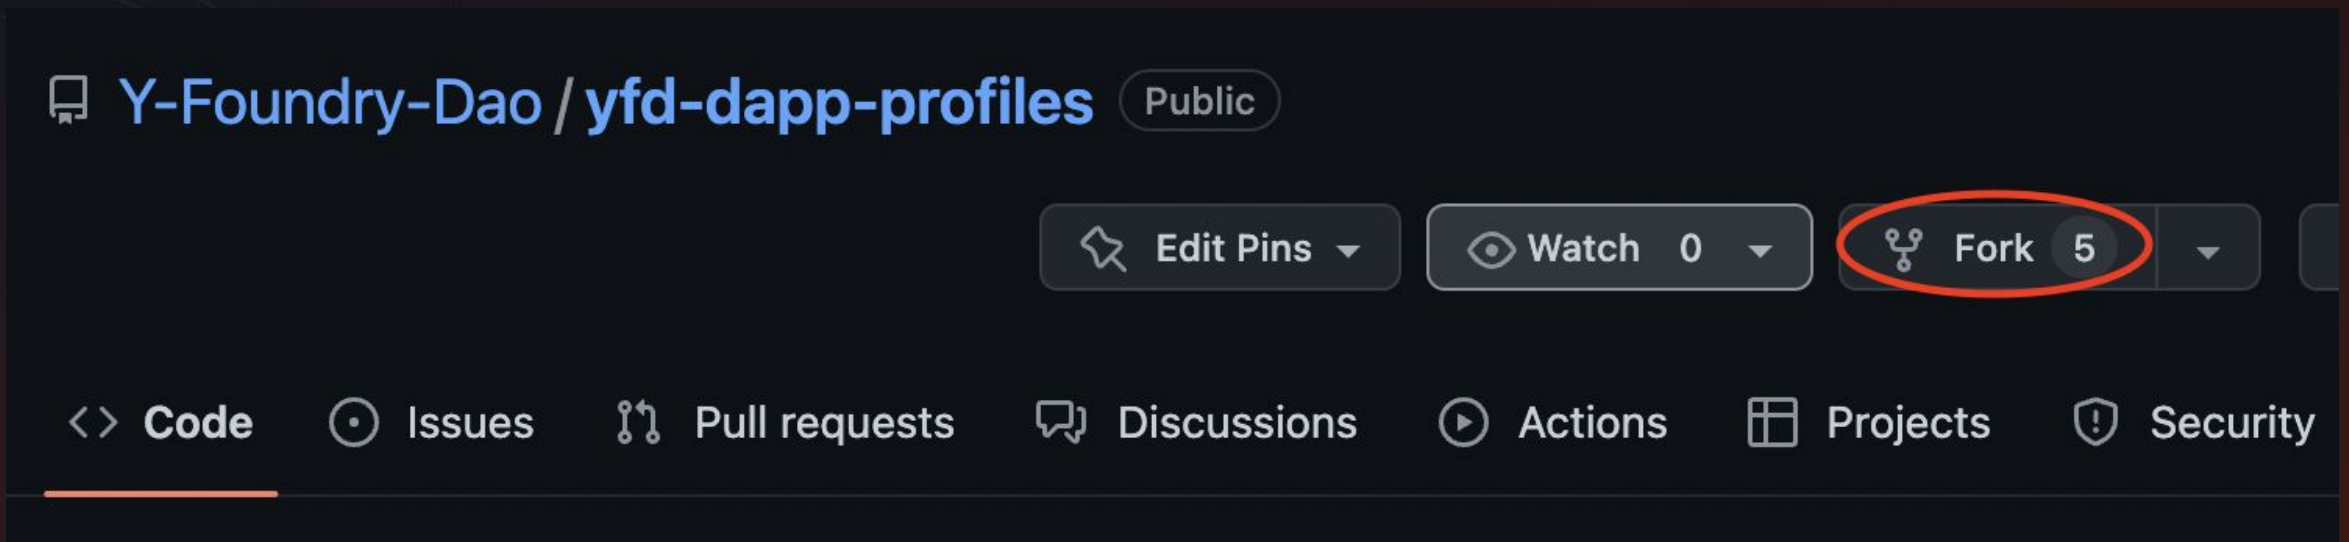 Y-Foundry-Dao / yfd-dapp-profiles Public
Edit Pins Watch 0 Fork 5
<> Code Issues Pull requests Discussions Actions Projects Security